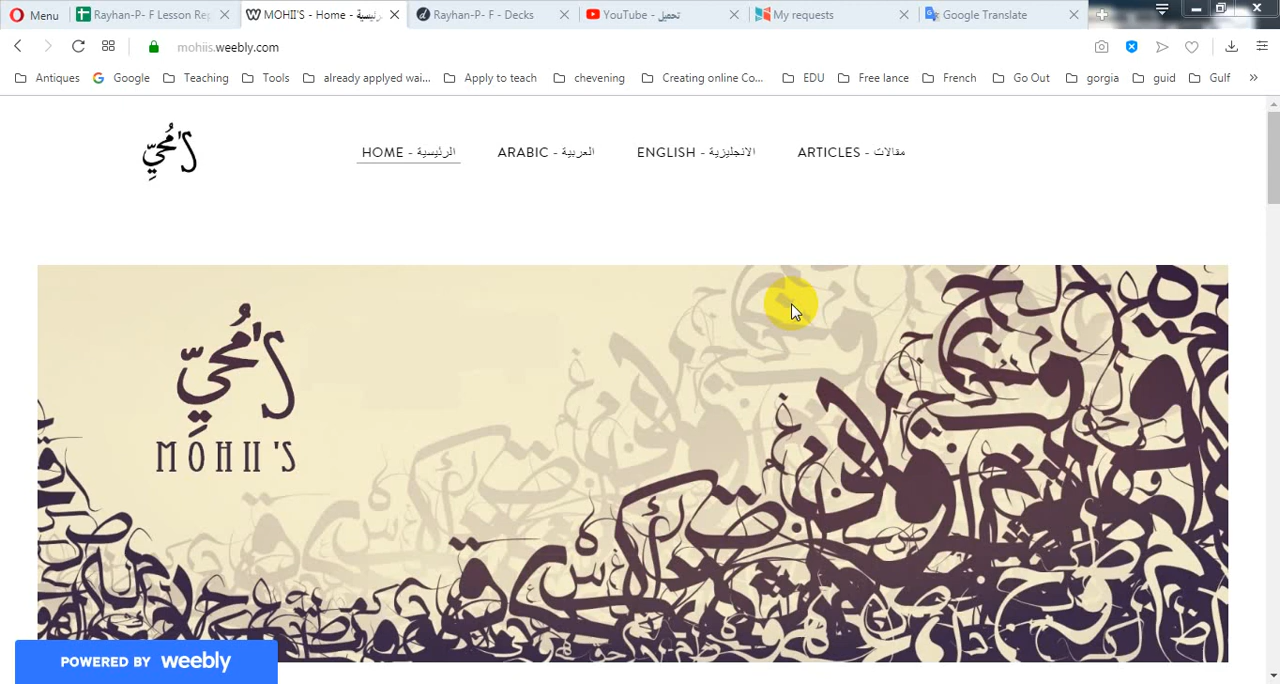 Menu
Rayhan-P- F Lesson Rep
MOHII'S - Home - رئيسية
Rayhan-P- F - Decks
YouTube - تحميل
My requests
Google Translate
mohiis.weebly.com
Antiques
Google
Teaching
Tools
already applyed wai...
Apply to teach
chevening
Creating online Co...
EDU
Free lance
French
Go Out
gorgia
guid
Gulf
مُحيّ'S
HOME - الرئيسية
ARABIC - العربية
ENGLISH - الانجليزية
ARTICLES - مقالات
مُحيّ'S
MOHII'S
POWERED BY weebly